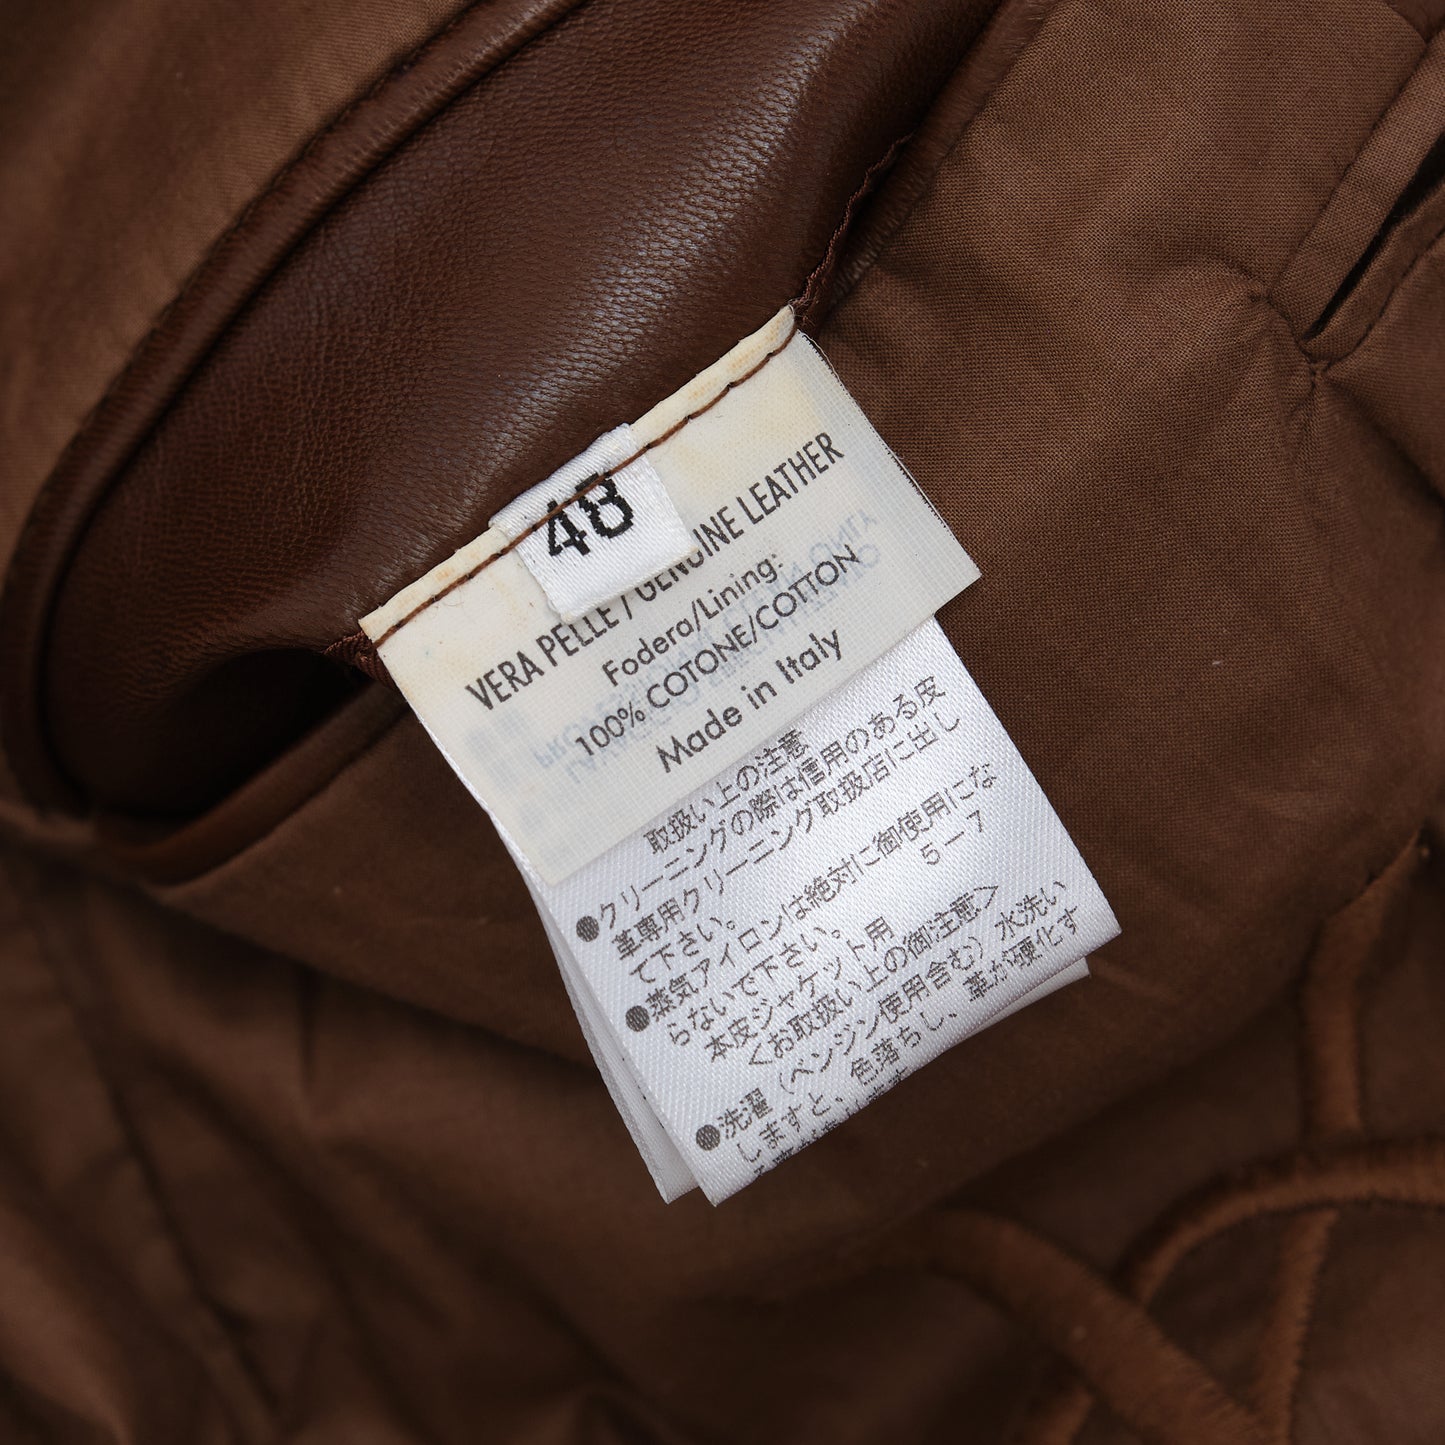 48
VERA PELLE / GENUINE LEATHER
Fodera/Lining:
100% COTONE/COTTON
Made in Italy
取扱い上の注意
●クリーニングの際は信用のある皮
革専用クリーニング取扱店に出し
て下さい。
●蒸気アイロンは絶対に御使用にな
らないで下さい。 5-7
本皮ジャケット用
＜お取扱い上の御注意＞
●洗濯（ベンジン使用含む）水洗い
しますと、色落ちし、革が硬化す